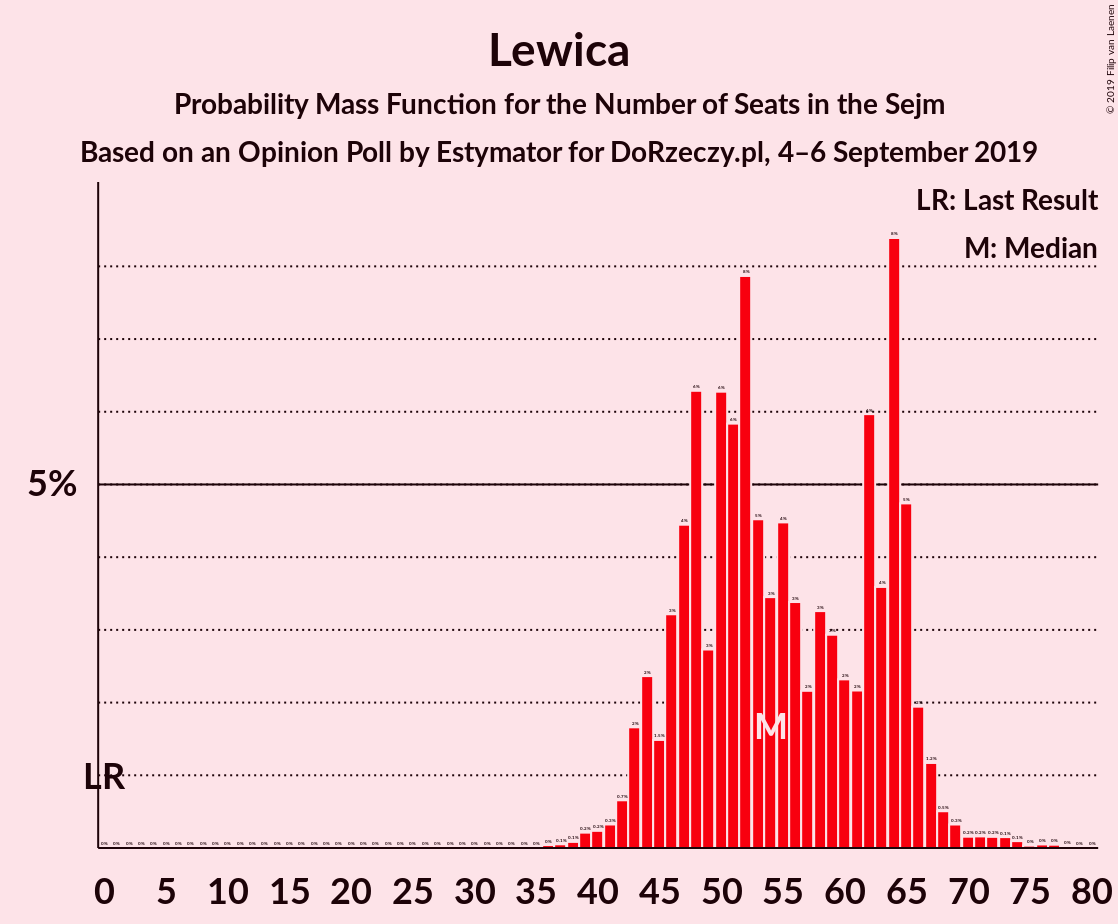 Lewica
Probability Mass Function for the Number of Seats in the Sejm
Based on an Opinion Poll by Estymator for DoRzeczy.pl, 4–6 September 2019
© 2019 Filip van Laenen
LR: Last Result
M: Median
5%
M
LR
0 5 10 15 20 25 30 35 40 45 50 55 60 65 70 75 80